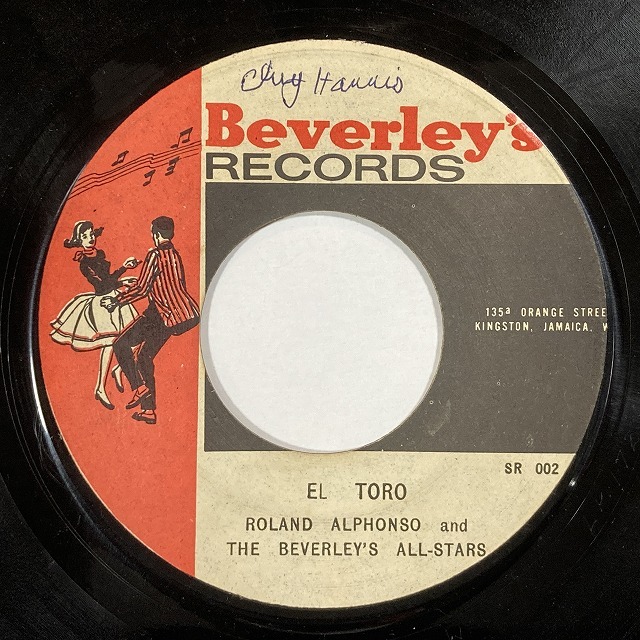 Beverley's
RECORDS
135a ORANGE STREE
KINGSTON, JAMAICA, W
SR 002
EL TORO
ROLAND ALPHONSO and
THE BEVERLEY'S ALL-STARS